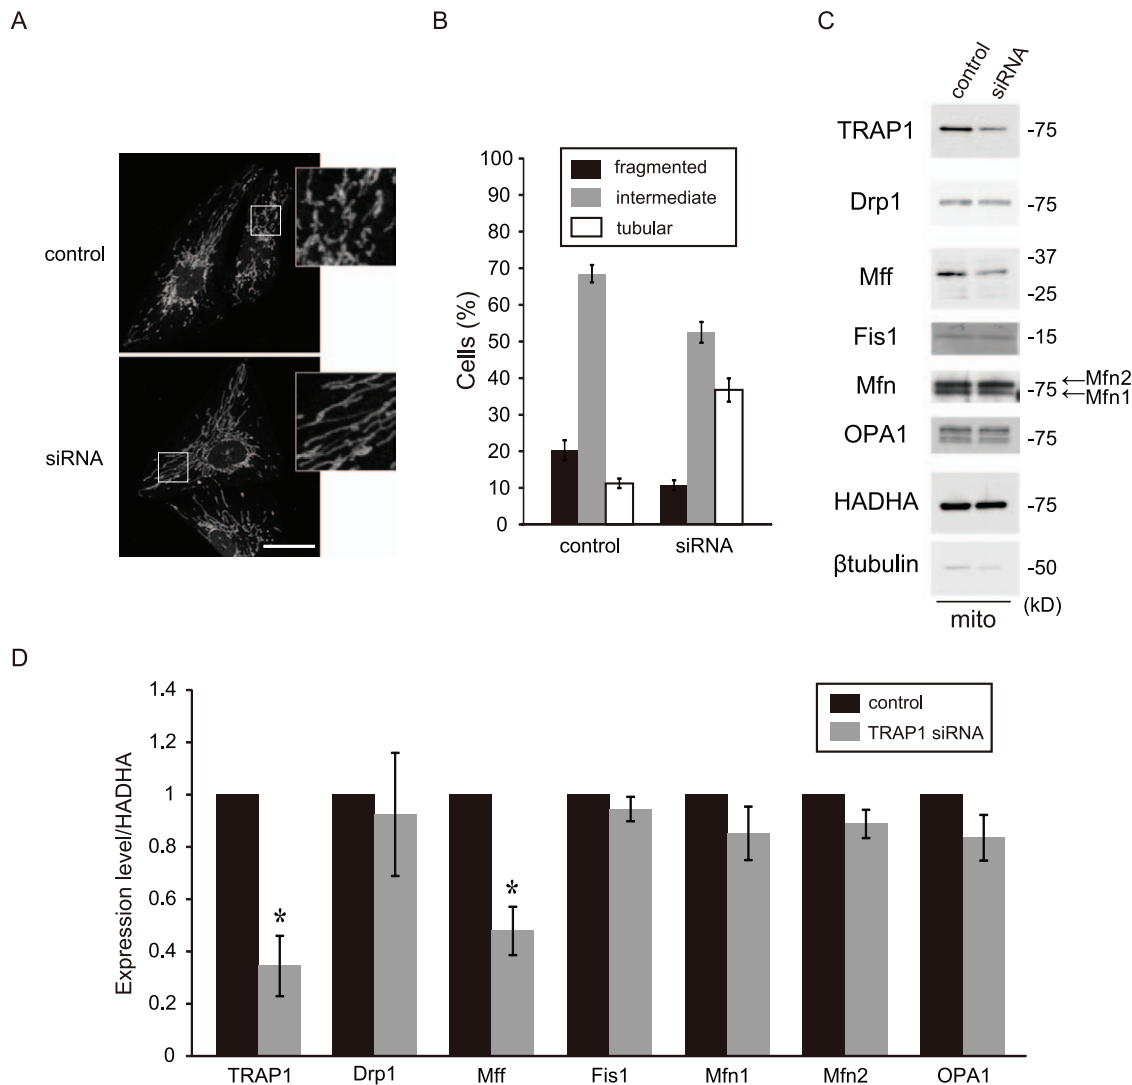 A
control
siRNA
B
100
90
80
70
60
50
40
30
20
10
0
Cells (%)
fragmented
intermediate
tubular
control
siRNA
C
control
siRNA
TRAP1
-75
Drp1
-75
Mff
-37
-25
Fis1
-15
Mfn
-75
←Mfn2
←Mfn1
OPA1
-75
HADHA
-75
βtubulin
-50
mito
(kD)
D
1.4
1.2
1
0.8
0.6
0.4
0.2
0
Expression level/HADHA
control
TRAP1 siRNA
*
*
TRAP1
Drp1
Mff
Fis1
Mfn1
Mfn2
OPA1